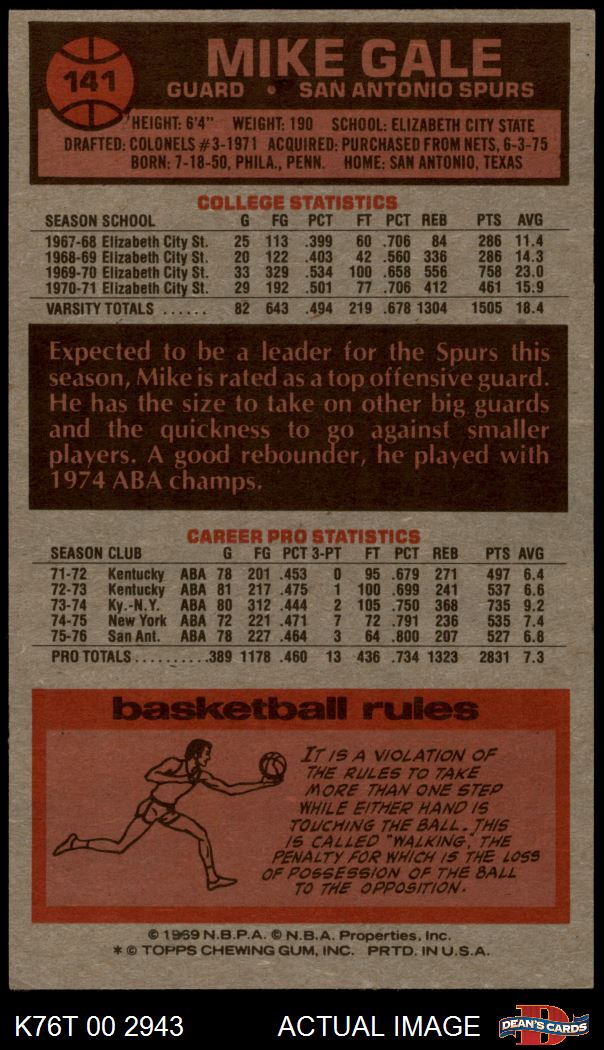 141
MIKE GALE
GUARD • SAN ANTONIO SPURS
HEIGHT: 6'4" WEIGHT: 190 SCHOOL: ELIZABETH CITY STATE
DRAFTED: COLONELS #3-1971 ACQUIRED: PURCHASED FROM NETS, 6-3-75
BORN: 7-18-50, PHILA., PENN. HOME: SAN ANTONIO, TEXAS
COLLEGE STATISTICS
SEASON SCHOOL G FG PCT FT PCT REB PTS AVG
1967-68 Elizabeth City St. 25 113 .399 60 .706 84 286 11.4
1968-69 Elizabeth City St. 20 122 .403 42 .560 336 286 14.3
1969-70 Elizabeth City St. 33 329 .534 100 .658 556 758 23.0
1970-71 Elizabeth City St. 29 192 .501 77 .706 412 461 15.9
VARSITY TOTALS ...... 82 643 .494 219 .678 1304 1505 18.4
Expected to be a leader for the Spurs this
season, Mike is rated as a top offensive guard.
He has the size to take on other big guards
and the quickness to go against smaller
players. A good rebounder, he played with
1974 ABA champs.
CAREER PRO STATISTICS
SEASON CLUB G FG PCT 3-PT FT PCT REB PTS AVG
71-72 Kentucky ABA 78 201 .453 0 95 .679 271 497 6.4
72-73 Kentucky ABA 81 217 .475 1 100 .699 241 537 6.6
73-74 Ky.-N.Y. ABA 80 312 .444 2 105 .750 368 735 9.2
74-75 New York ABA 72 221 .471 7 72 .791 236 535 7.4
75-76 San Ant. ABA 78 227 .464 3 64 .800 207 527 6.8
PRO TOTALS..........389 1178 .460 13 436 .734 1323 2831 7.3
basketball rules
IT IS A VIOLATION OF
THE RULES TO TAKE
MORE THAN ONE STEP
WHILE EITHER HAND IS
TOUCHING THE BALL. THIS
IS CALLED "WALKING," THE
PENALTY FOR WHICH IS THE LOSS
OF POSSESSION OF THE BALL
TO THE OPPOSITION.
© 1969 N.B.P.A. © N.B.A. Properties, Inc.
* © TOPPS CHEWING GUM, INC. PRTD. IN U.S.A.
K76T 00 2943 ACTUAL IMAGE
D
DEAN'S CARDS